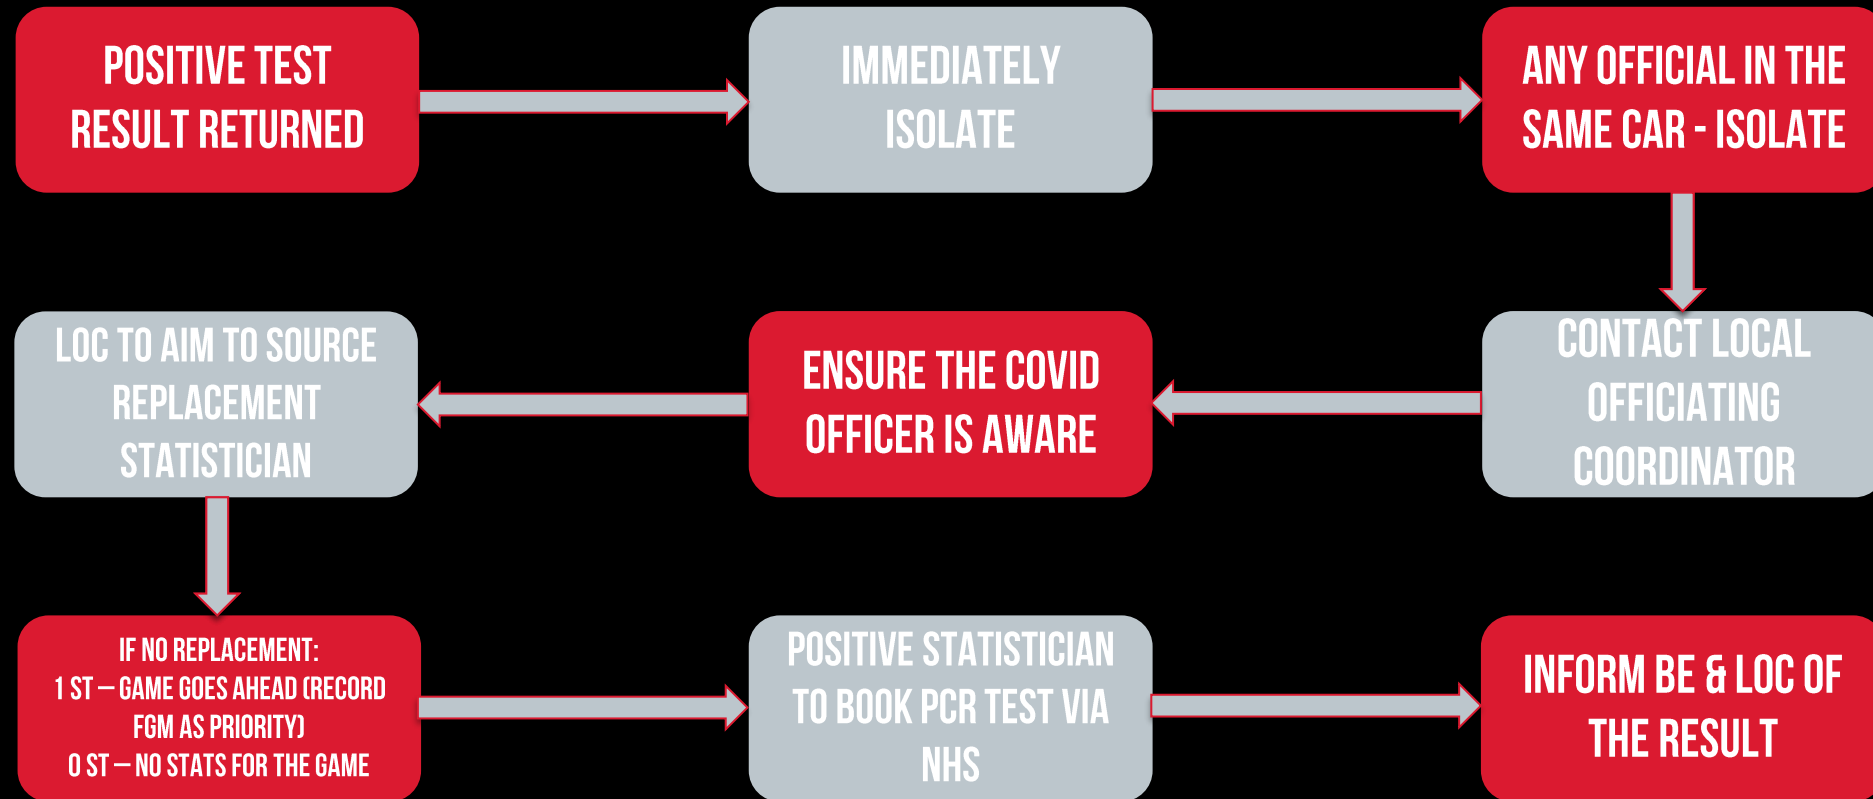 POSITIVE TEST
RESULT RETURNED
IMMEDIATELY
ISOLATE
ANY OFFICIAL IN THE
SAME CAR - ISOLATE
CONTACT LOCAL
OFFICIATING
COORDINATOR
ENSURE THE COVID
OFFICER IS AWARE
LOC TO AIM TO SOURCE
REPLACEMENT
STATISTICIAN
IF NO REPLACEMENT:
1 ST – GAME GOES AHEAD (RECORD
FGM AS PRIORITY)
0 ST – NO STATS FOR THE GAME
POSITIVE STATISTICIAN
TO BOOK PCR TEST VIA
NHS
INFORM BE & LOC OF
THE RESULT